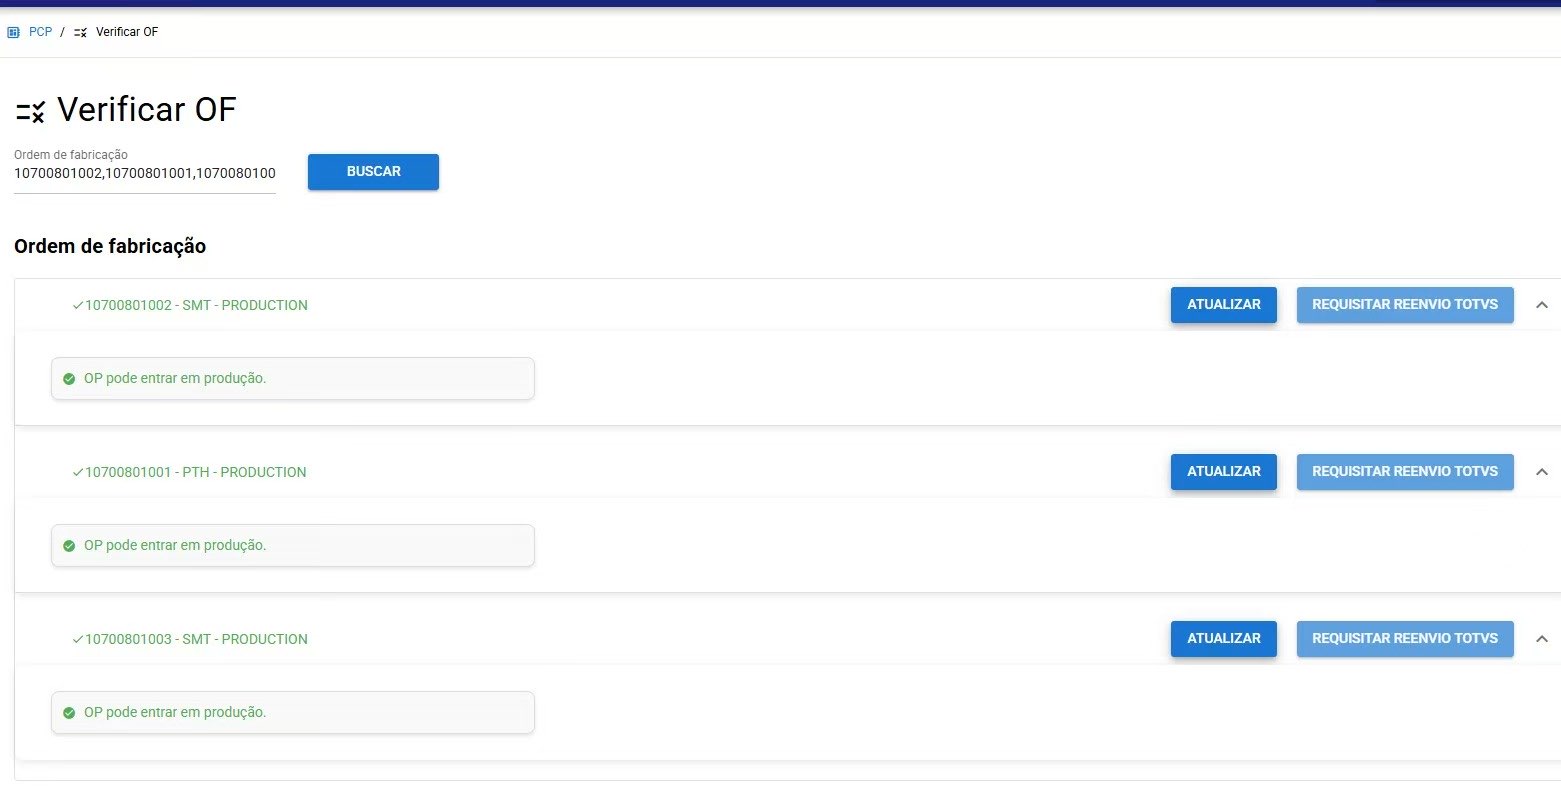 PCP / Verificar OF
Verificar OF
Ordem de fabricação
10700801002,10700801001,1070080100
BUSCAR
Ordem de fabricação
10700801002 - SMT - PRODUCTION
ATUALIZAR
REQUISITAR REENVIO TOTVS
OP pode entrar em produção.
10700801001 - PTH - PRODUCTION
ATUALIZAR
REQUISITAR REENVIO TOTVS
OP pode entrar em produção.
10700801003 - SMT - PRODUCTION
ATUALIZAR
REQUISITAR REENVIO TOTVS
OP pode entrar em produção.